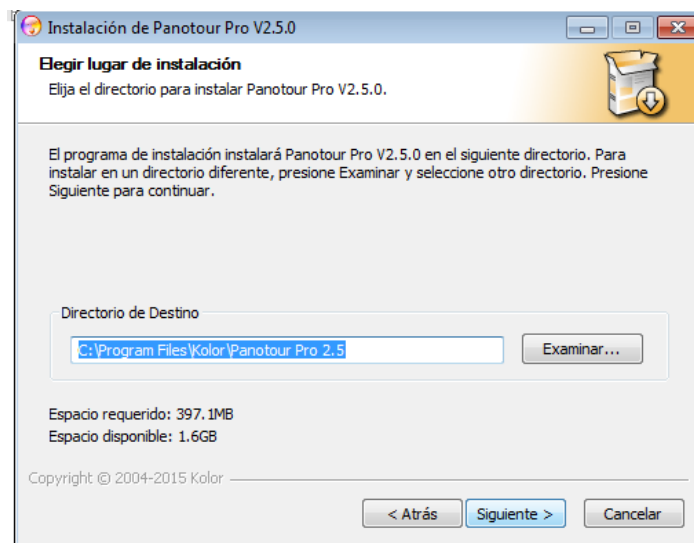 Instalación de Panotour Pro V2.5.0
Elegir lugar de instalación
Elija el directorio para instalar Panotour Pro V2.5.0.
El programa de instalación instalará Panotour Pro V2.5.0 en el siguiente directorio. Para
instalar en un directorio diferente, presione Examinar y seleccione otro directorio. Presione
Siguiente para continuar.
Directorio de Destino
C:\Program Files\Kolor\Panotour Pro 2.5
Examinar...
Espacio requerido: 397.1MB
Espacio disponible: 1.6GB
Copyright © 2004-2015 Kolor
< Atrás
Siguiente >
Cancelar